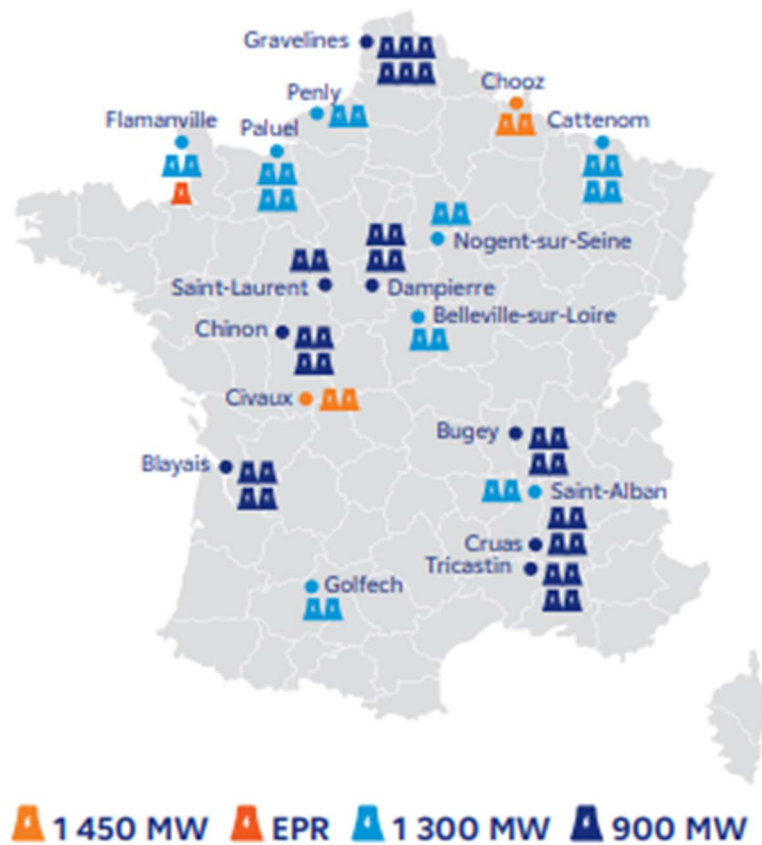 Gravelines
Chooz
Penly
Flamanville
Paluel
Cattenom
Nogent-sur-Seine
Saint-Laurent
Dampierre
Belleville-sur-Loire
Chinon
Civaux
Bugey
Blayais
Saint-Alban
Cruas
Tricastin
Golfech
1 450 MW EPR 1 300 MW 900 MW